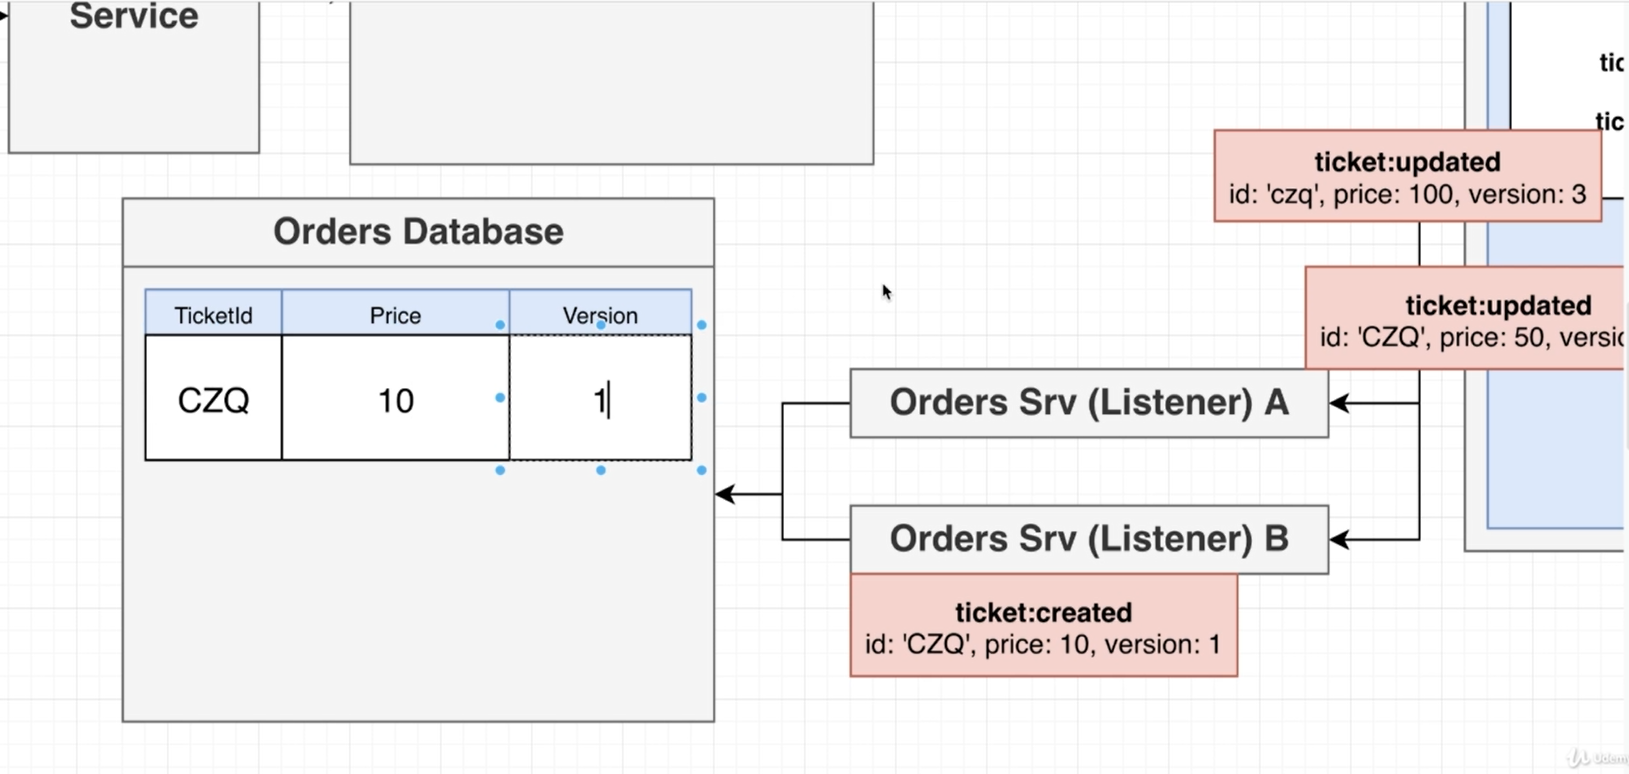 Service
tic
tic
ticket:updated
id: 'czq', price: 100, version: 3
Orders Database
ticket:updated
id: 'CZQ', price: 50,
TicketId Price Version
CZQ 10 1
Orders Srv (Listener) A
Orders Srv (Listener) B
ticket:created
id: 'CZQ', price: 10, version: 1
Udemy